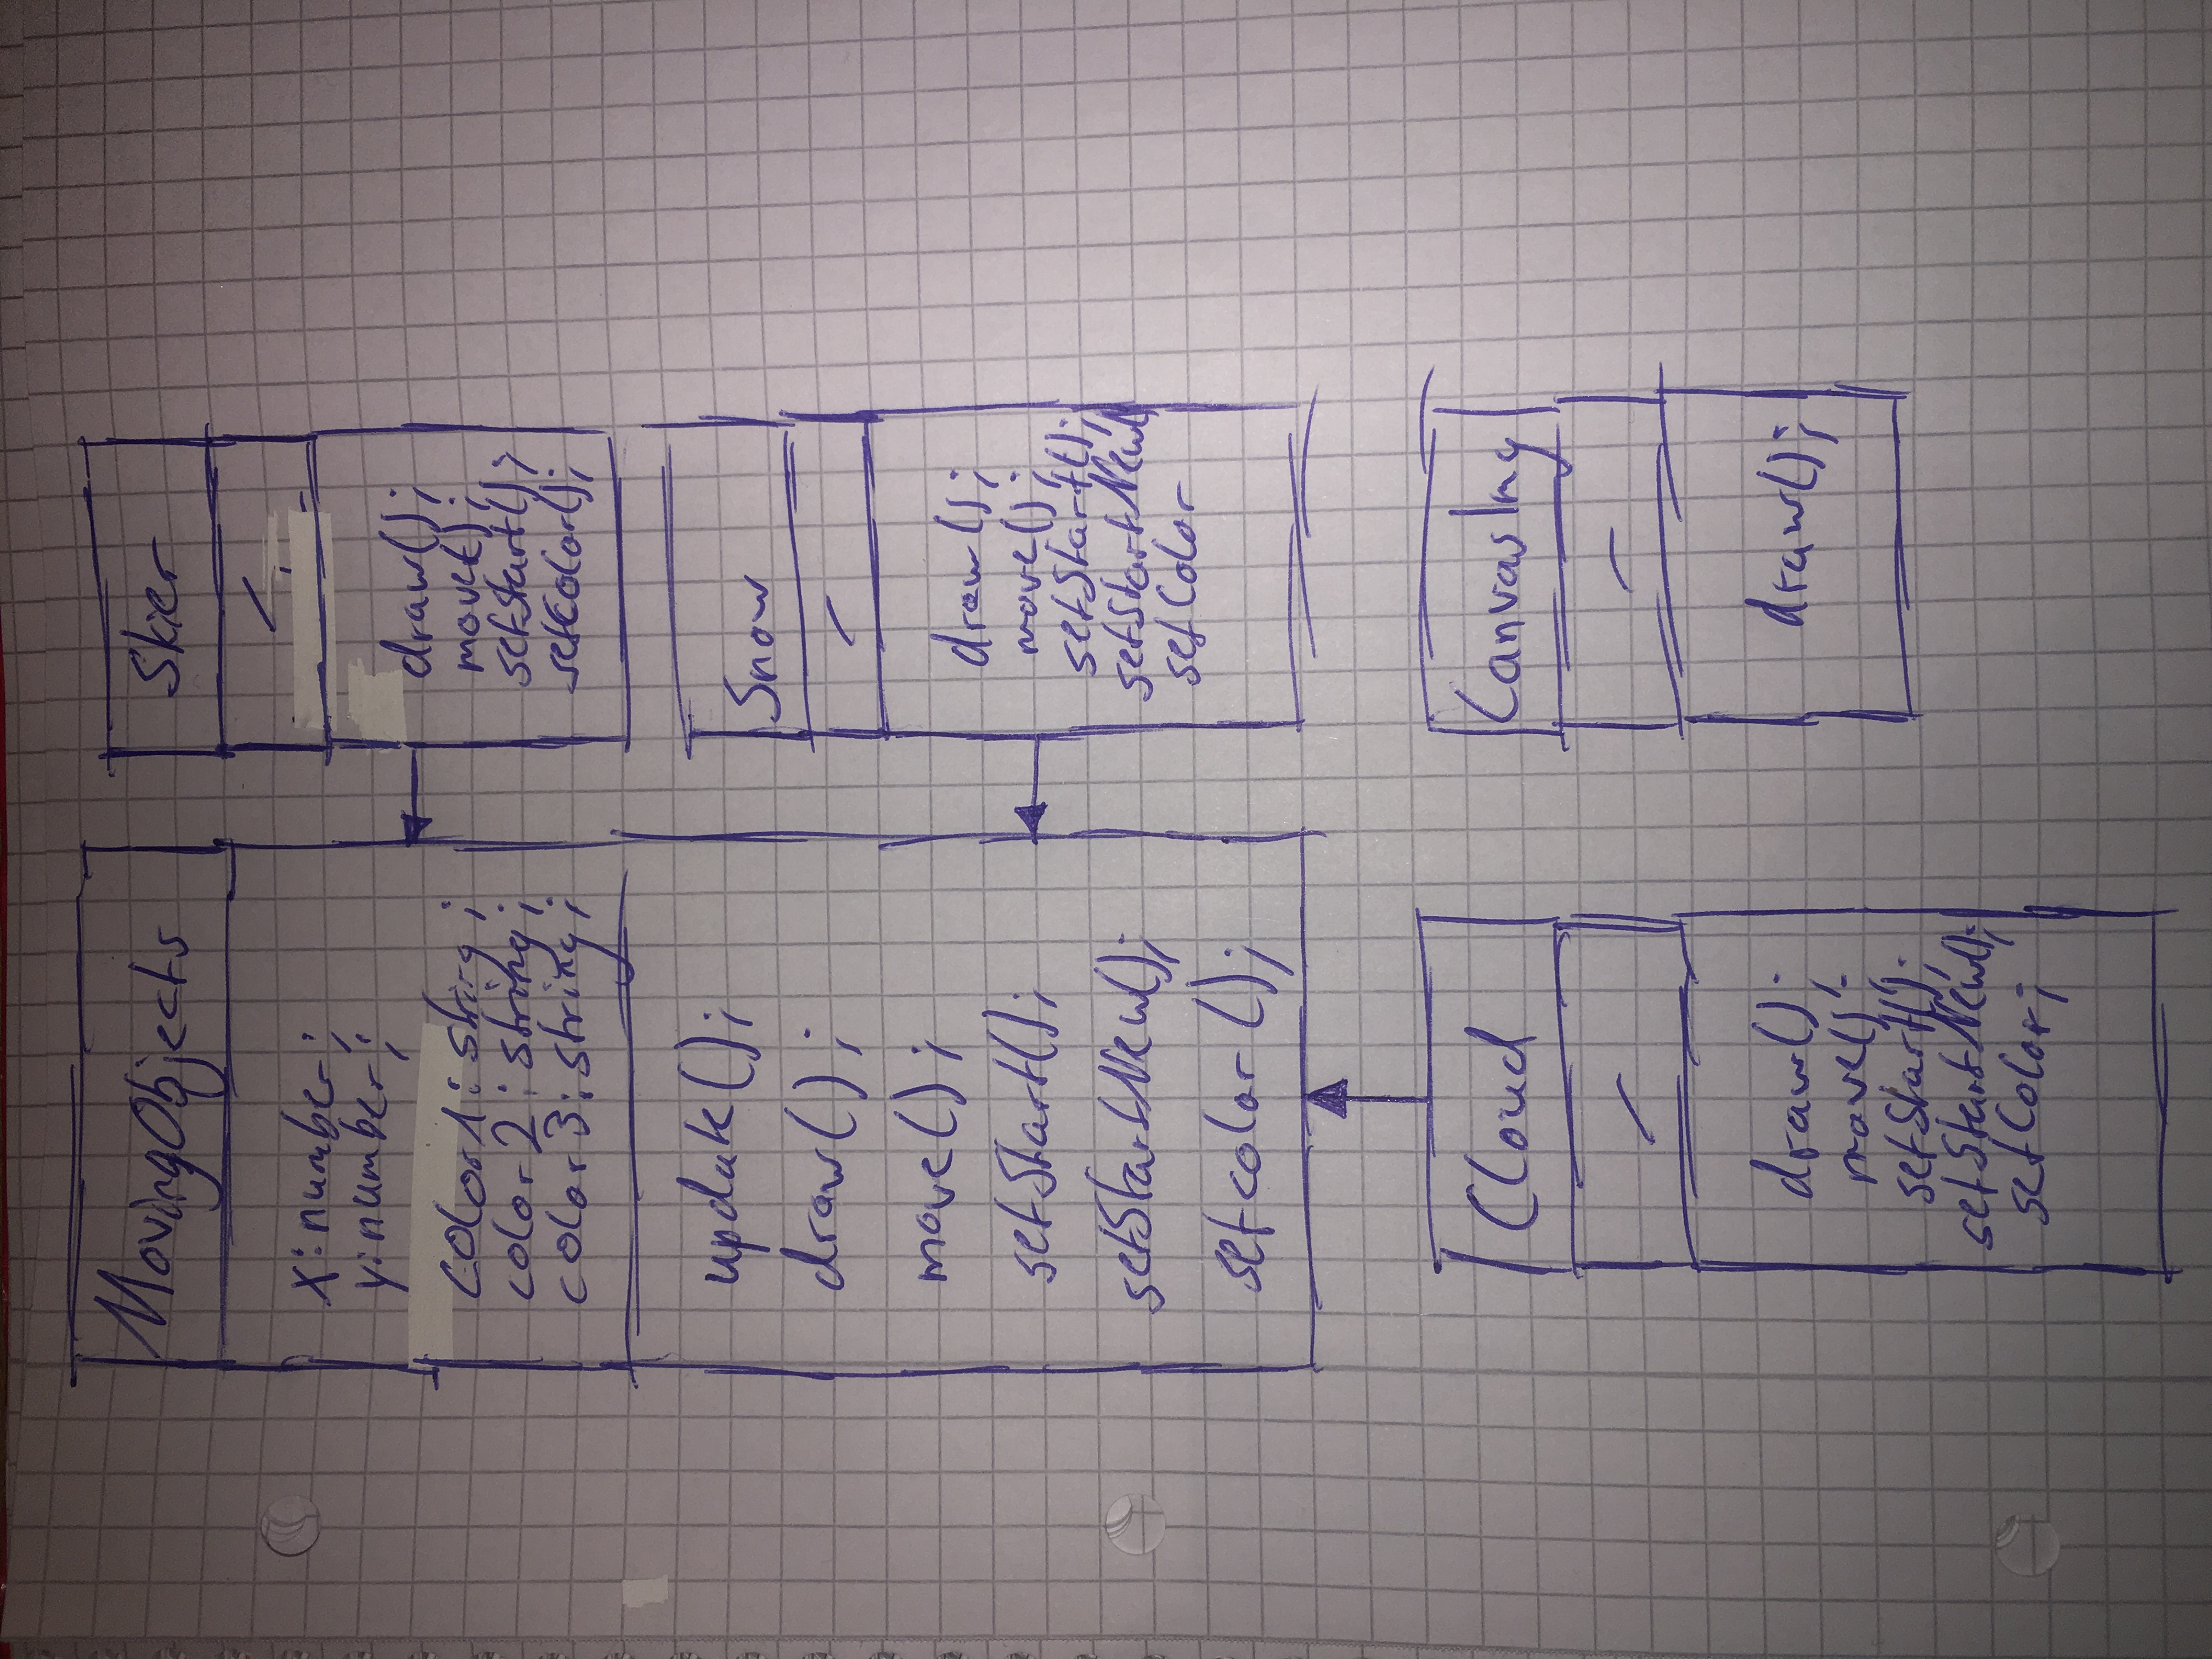 MovingObjects
x: number;
y: number;
color1: string;
color2: string;
color3: string;
update();
draw();
move();
setStart();
setStartNew();
setcolor();
Skier
draw();
move();
setStart();
setColor();
Snow
draw();
move();
setStart();
setStartNew()
setColor
Cloud
draw();
move();
setStart();
setStartNew();
setColor;
CanvasImg
draw();